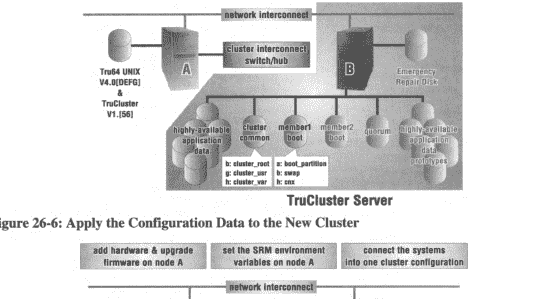 network interconnect
cluster interconnect
switch/hub
A
B
Tru64 UNIX
V4.0[DEFG]
&
TruCluster
V1.[56]
Emergency
Repair Disk
highly-available
application
data
cluster
common
member1
boot
member2
boot
quorum
highly-available
application
data
prototypes
b: cluster_root
g: cluster_usr
h: cluster_var
a: boot_partition
b: swap
h: cnx
TruCluster Server
igure 26-6: Apply the Configuration Data to the New Cluster
add hardware & upgrade
firmware on node A
set the SRM environment
variables on node A
connect the systems
into one cluster configuration
network interconnect